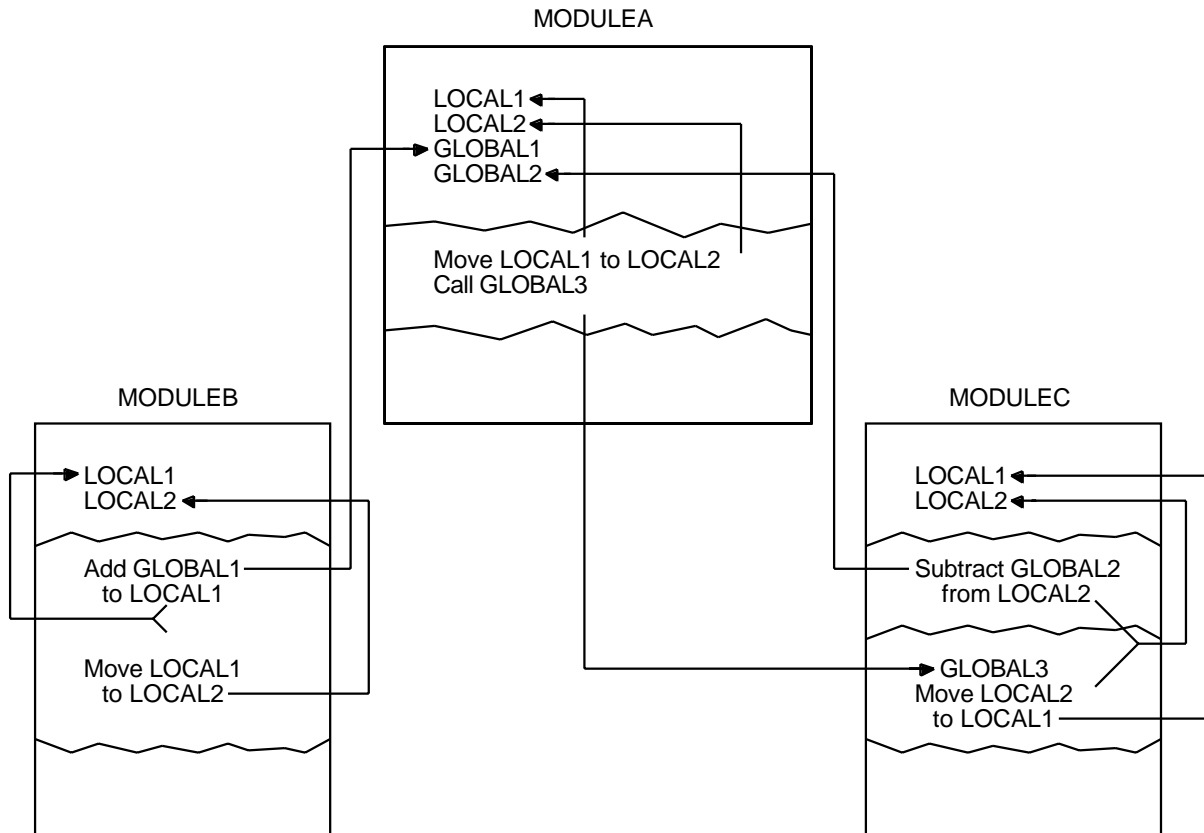 MODULEA
LOCAL1
LOCAL2
GLOBAL1
GLOBAL2
Move LOCAL1 to LOCAL2
Call GLOBAL3
MODULEB
LOCAL1
LOCAL2
Add GLOBAL1
to LOCAL1
Move LOCAL1
to LOCAL2
MODULEC
LOCAL1
LOCAL2
Subtract GLOBAL2
from LOCAL2
GLOBAL3
Move LOCAL2
to LOCAL1